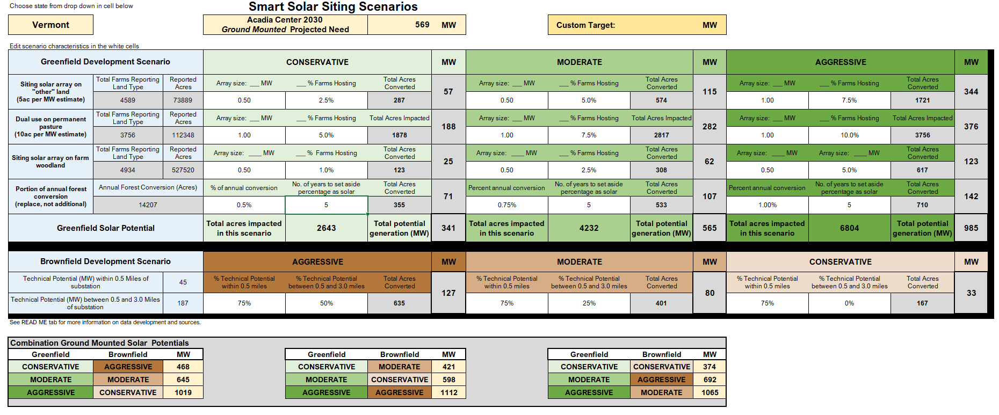 Choose state from drop down in cell below
Smart Solar Siting Scenarios
Vermont
Acadia Center 2030
Ground Mounted Projected Need
569 MW
Custom Target: MW
Edit scenario characteristics in the white cells
Greenfield Development Scenario CONSERVATIVE MW MODERATE MW AGGRESSIVE MW
Siting solar array on
"other" land
(5ac per MW estimate)
Total Farms Reporting
Land Type
Reported
Acres
Array size: ___ MW ___ % Farms Hosting
Total Acres
Converted
57
Array size: ___ MW ___ % Farms Hosting
Total Acres
Converted
115
Array size: ___ MW ___ % Farms Hosting
Total Acres
Converted
344
4589 73889 0.50 2.5% 287 0.50 5.0% 574 1.00 7.5% 1721
Dual use on permanent
pasture
(10ac per MW estimate)
Total Farms Reporting
Land Type
Reported
Acres
Array size: ___ MW ___ % Farms Hosting Total Acres Impacted
188
Array size: ___ MW ___ % Farms Hosting Total Acres Impacted
282
Array size: ___ MW ___ % Farms Hosting Total Acres Impacted
376
3756 112348 1.00 5.0% 1878 1.00 7.5% 2817 1.00 10.0% 3756
Siting solar array on farm
woodland
Total Farms Reporting
Land Type
Reported
Acres
Array size: ____ MW ___ % Farms Hosting
Total Acres
Converted
25
Array size: ____ MW ___ % Farms Hosting
Total Acres
Converted
62
Array size: ____ MW Array size: ____ MW
Total Acres
Converted
123
4934 527520 0.50 1.0% 123 0.50 2.5% 308 0.50 5.0% 617
Portion of annual forest
conversion
(replace, not additional)
Annual Forest Conversion (Acres)
% of annual conversion
No. of years to set aside
percentage as solar
Total Acres
Converted
71
Percent annual conversion
No. of years to set aside
percentage as solar
Total Acres
Converted
107
Percent annual conversion
No. of years to set aside
percentage as solar
Total Acres
Converted
142
14207 0.5% 5 355 0.75% 5 533 1.00% 5 710
Greenfield Solar Potential
Total acres impacted
in this scenario
2643
Total potential
generation (MW)
341
Total acres impacted
in this scenario
4232
Total potential
generation (MW)
565
Total acres impacted
in this scenario
6804
Total potential
generation (MW)
985
Brownfield Development Scenario AGGRESSIVE MW MODERATE MW CONSERVATIVE MW
Technical Potential (MW) within 0.5 Miles of
substation
45
% Technical Potential
within 0.5 miles
% Technical Potential
between 0.5 and 3.0 miles
Total Acres
Converted
127
% Technical Potential
within 0.5 miles
% Technical Potential
between 0.5 and 3.0 miles
Total Acres
Converted
80
% Technical Potential
within 0.5 miles
% Technical Potential
between 0.5 and 3.0 miles
Total Acres
Converted
33
Technical Potential (MW) between 0.5 and 3.0 Miles
of substation
187 75% 50% 635 75% 25% 401 75% 0% 167
See READ ME tab for more information on data development and sources.
Combination Ground Mounted Solar Potentials
Greenfield Brownfield MW Greenfield Brownfield MW Greenfield Brownfield MW
CONSERVATIVE AGGRESSIVE 468 CONSERVATIVE MODERATE 421 CONSERVATIVE CONSERVATIVE 374
MODERATE MODERATE 645 MODERATE CONSERVATIVE 598 MODERATE AGGRESSIVE 692
AGGRESSIVE CONSERVATIVE 1019 AGGRESSIVE AGGRESSIVE 1112 AGGRESSIVE MODERATE 1065